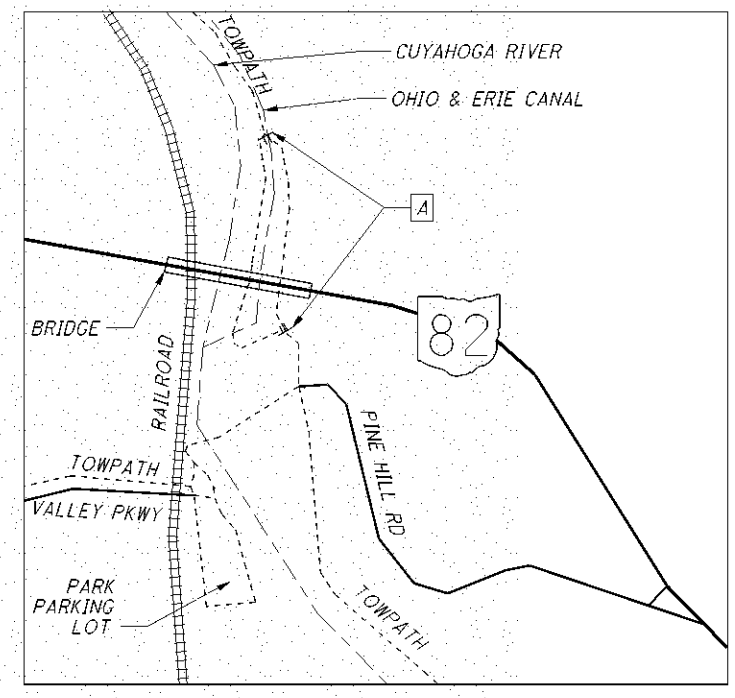 TOWPATH
CUYAHOGA RIVER
OHIO & ERIE CANAL
A
BRIDGE
82
RAILROAD
PINE HILL RD
TOWPATH
VALLEY PKWY
PARK
PARKING
LOT
TOWPATH